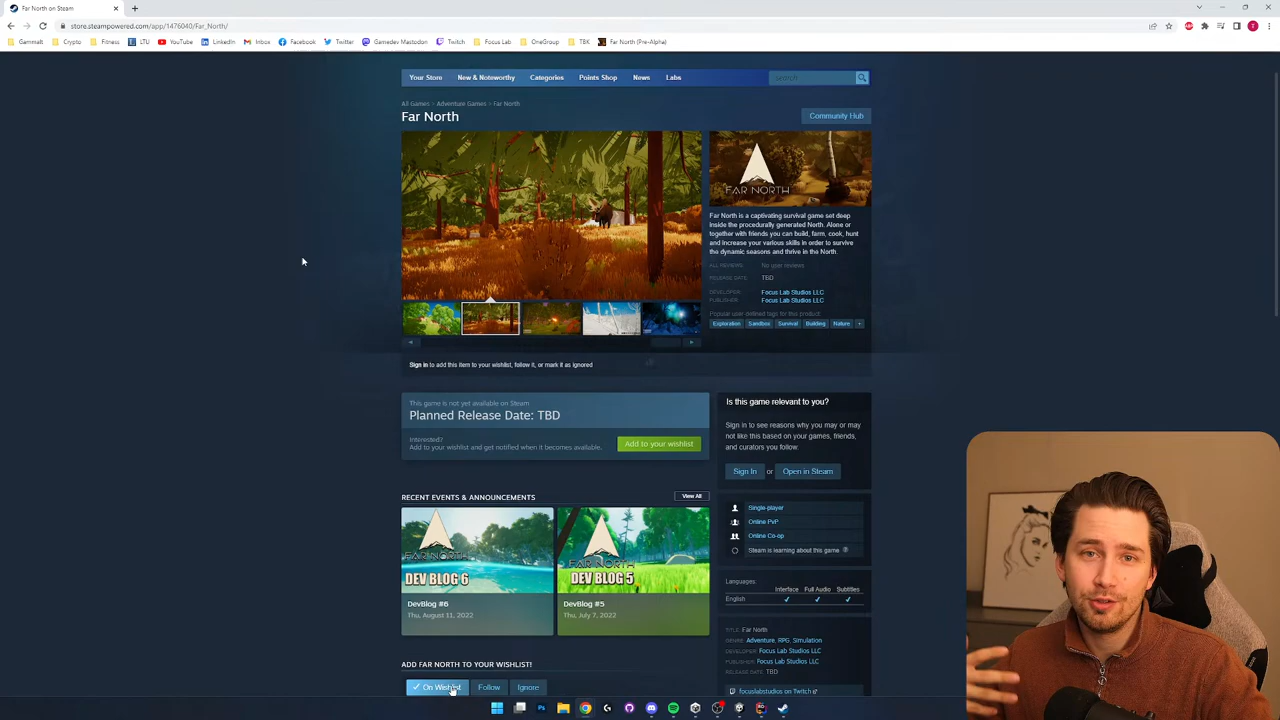 Far North on Steam
store.steampowered.com/app/1476040/Far_North/
Gammalt
Crypto
Fitness
LTU
YouTube
LinkedIn
Inbox
Facebook
Twitter
Gamedev Mastodon
Twitch
Focus Lab
OneGroup
TBK
Far North (Pre-Alpha)
Your Store New & Noteworthy Categories Points Shop News Labs search
All Games > Adventure Games > Far North
Far North
Community Hub
FAR NORTH
Far North is a captivating survival game set deep
inside the procedurally generated North. Alone or
together with friends you can build, farm, cook, hunt
and increase your various skills in order to survive
the dynamic seasons and thrive in the North.
ALL REVIEWS: No user reviews
RELEASE DATE: TBD
DEVELOPER: Focus Lab Studios LLC
PUBLISHER: Focus Lab Studios LLC
Popular user-defined tags for this product:
Exploration Sandbox Survival Building Nature +
Sign in to add this item to your wishlist, follow it, or mark it as ignored
This game is not yet available on Steam
Planned Release Date: TBD
Interested?
Add to your wishlist and get notified when it becomes available.
Add to your wishlist
Is this game relevant to you?
Sign in to see reasons why you may or may
not like this based on your games, friends,
and curators you follow.
Sign In or Open in Steam
RECENT EVENTS & ANNOUNCEMENTS
View All
FAR NORTH
DEV BLOG 6
DevBlog #6
Thu, August 11, 2022
FAR NORTH
DEV BLOG 5
DevBlog #5
Thu, July 7, 2022
Single-player
Online PvP
Online Co-op
Steam is learning about this game ?
Languages:
Interface Full Audio Subtitles
English ✔ ✔ ✔
TITLE: Far North
GENRE: Adventure, RPG, Simulation
DEVELOPER: Focus Lab Studios LLC
PUBLISHER: Focus Lab Studios LLC
RELEASE DATE: TBD
focuslabstudios on Twitch
ADD FAR NORTH TO YOUR WISHLIST!
✓ On Wishlist Follow Ignore